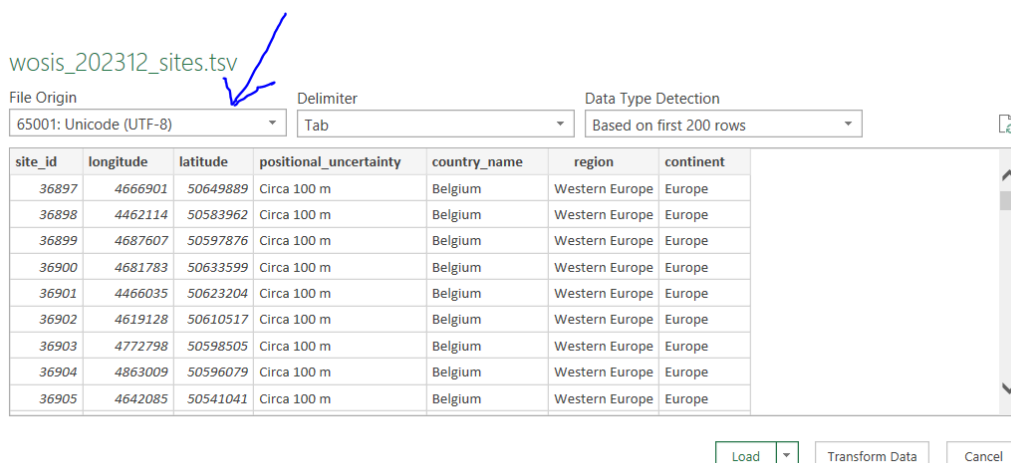 wosis_202312_sites.tsv
File Origin Delimiter Data Type Detection
65001: Unicode (UTF-8) Tab Based on first 200 rows
site_id longitude latitude positional_uncertainty country_name region continent
36897 4666901 50649889 Circa 100 m Belgium Western Europe Europe
36898 4462114 50583962 Circa 100 m Belgium Western Europe Europe
36899 4687607 50597876 Circa 100 m Belgium Western Europe Europe
36900 4681783 50633599 Circa 100 m Belgium Western Europe Europe
36901 4466035 50623204 Circa 100 m Belgium Western Europe Europe
36902 4619128 50610517 Circa 100 m Belgium Western Europe Europe
36903 4772798 50598505 Circa 100 m Belgium Western Europe Europe
36904 4863009 50596079 Circa 100 m Belgium Western Europe Europe
36905 4642085 50541041 Circa 100 m Belgium Western Europe Europe
Load Transform Data Cancel